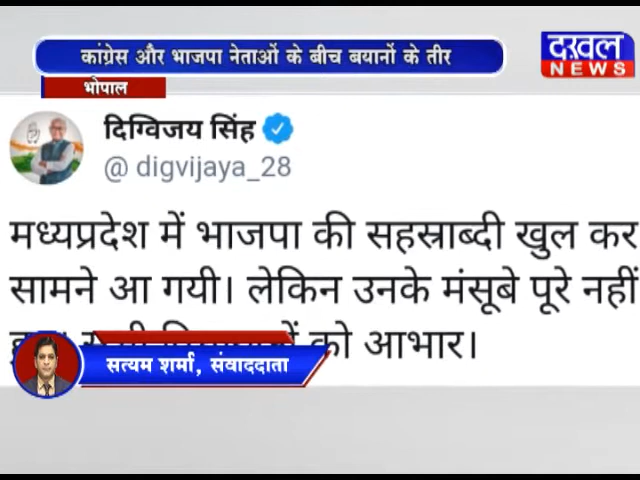 कांग्रेस और भाजपा नेताओं के बीच बयानों के तीर
दख़ल
NEWS
भोपाल
दिग्विजय सिंह
@ digvijaya_28
मध्यप्रदेश में भाजपा की सहस्राब्दी खुल कर
सामने आ गयी। लेकिन उनके मंसूबे पूरे नहीं
को आभार।
सत्यम शर्मा, संवाददाता